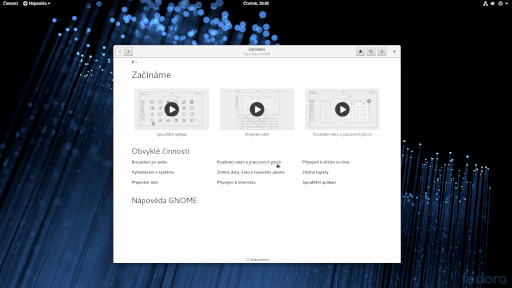 Činnosti
Nápověda
Čtvrtek, 20:02
Začínáme
Nápověda GNOME
Začínáme
Spouštění aplikací
Přepínání úloh
Používání oken a pracovních ploch
Obvyklé činnosti
Brouzdání po webu
Používání oken a pracovních ploch
Připojení k účtům on-line
Vyhledávání v systému
Změna data, času a časového pásma
Změna tapety
Přepínání úloh
Připojení k internetu
Spouštění aplikací
Nápověda GNOME
O dokumentu
fedora